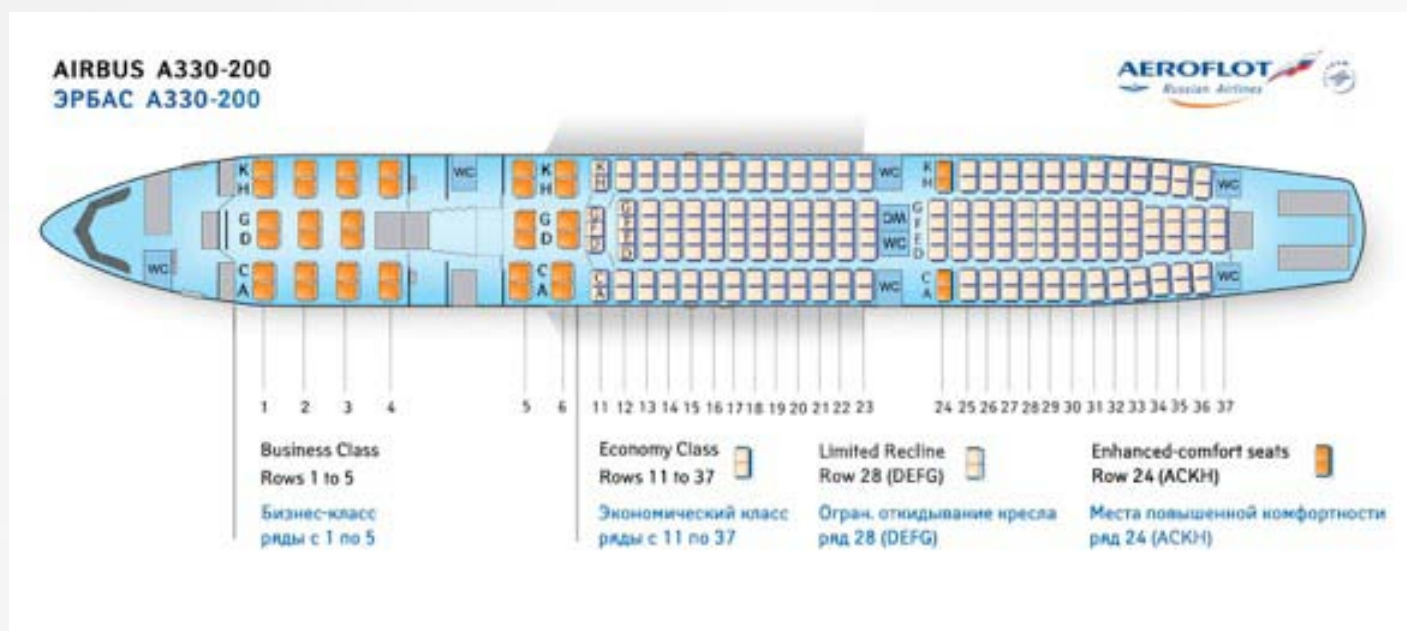 AIRBUS A330-200
ЭРБАС А330-200
AEROFLOT
Russian Airlines
K K K K
H H H H
WC WC WC
G G G G
D D F F F
E E E
D D D
WC WC
WC
C C C C
A A A A
WC WC
1 2 3 4 5 6 11 12 13 14 15 16 17 18 19 20 21 22 23 24 25 26 27 28 29 30 31 32 33 34 35 36 37
Business Class
Rows 1 to 5
Бизнес-класс
ряды с 1 по 5
Economy Class
Rows 11 to 37
Экономический класс
ряды с 11 по 37
Limited Recline
Row 28 (DEFG)
Огран. откидывание кресла
ряд 28 (DEFG)
Enhanced-comfort seats
Row 24 (ACKH)
Места повышенной комфортности
ряд 24 (ACKH)